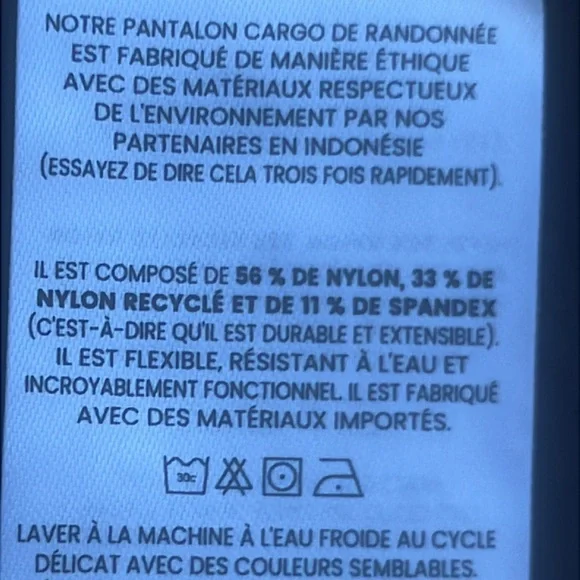 NOTRE PANTALON CARGO DE RANDONNÉE
EST FABRIQUÉ DE MANIÈRE ÉTHIQUE
AVEC DES MATÉRIAUX RESPECTUEUX
DE L'ENVIRONNEMENT PAR NOS
PARTENAIRES EN INDONÉSIE
(ESSAYEZ DE DIRE CELA TROIS FOIS RAPIDEMENT).
IL EST COMPOSÉ DE 56 % DE NYLON, 33 % DE
NYLON RECYCLÉ ET DE 11 % DE SPANDEX
(C'EST-À-DIRE QU'IL EST DURABLE ET EXTENSIBLE).
IL EST FLEXIBLE, RÉSISTANT À L'EAU ET
INCROYABLEMENT FONCTIONNEL. IL EST FABRIQUÉ
AVEC DES MATÉRIAUX IMPORTÉS.
30c
LAVER À LA MACHINE À L'EAU FROIDE AU CYCLE
DÉLICAT AVEC DES COULEURS SEMBLABLES.